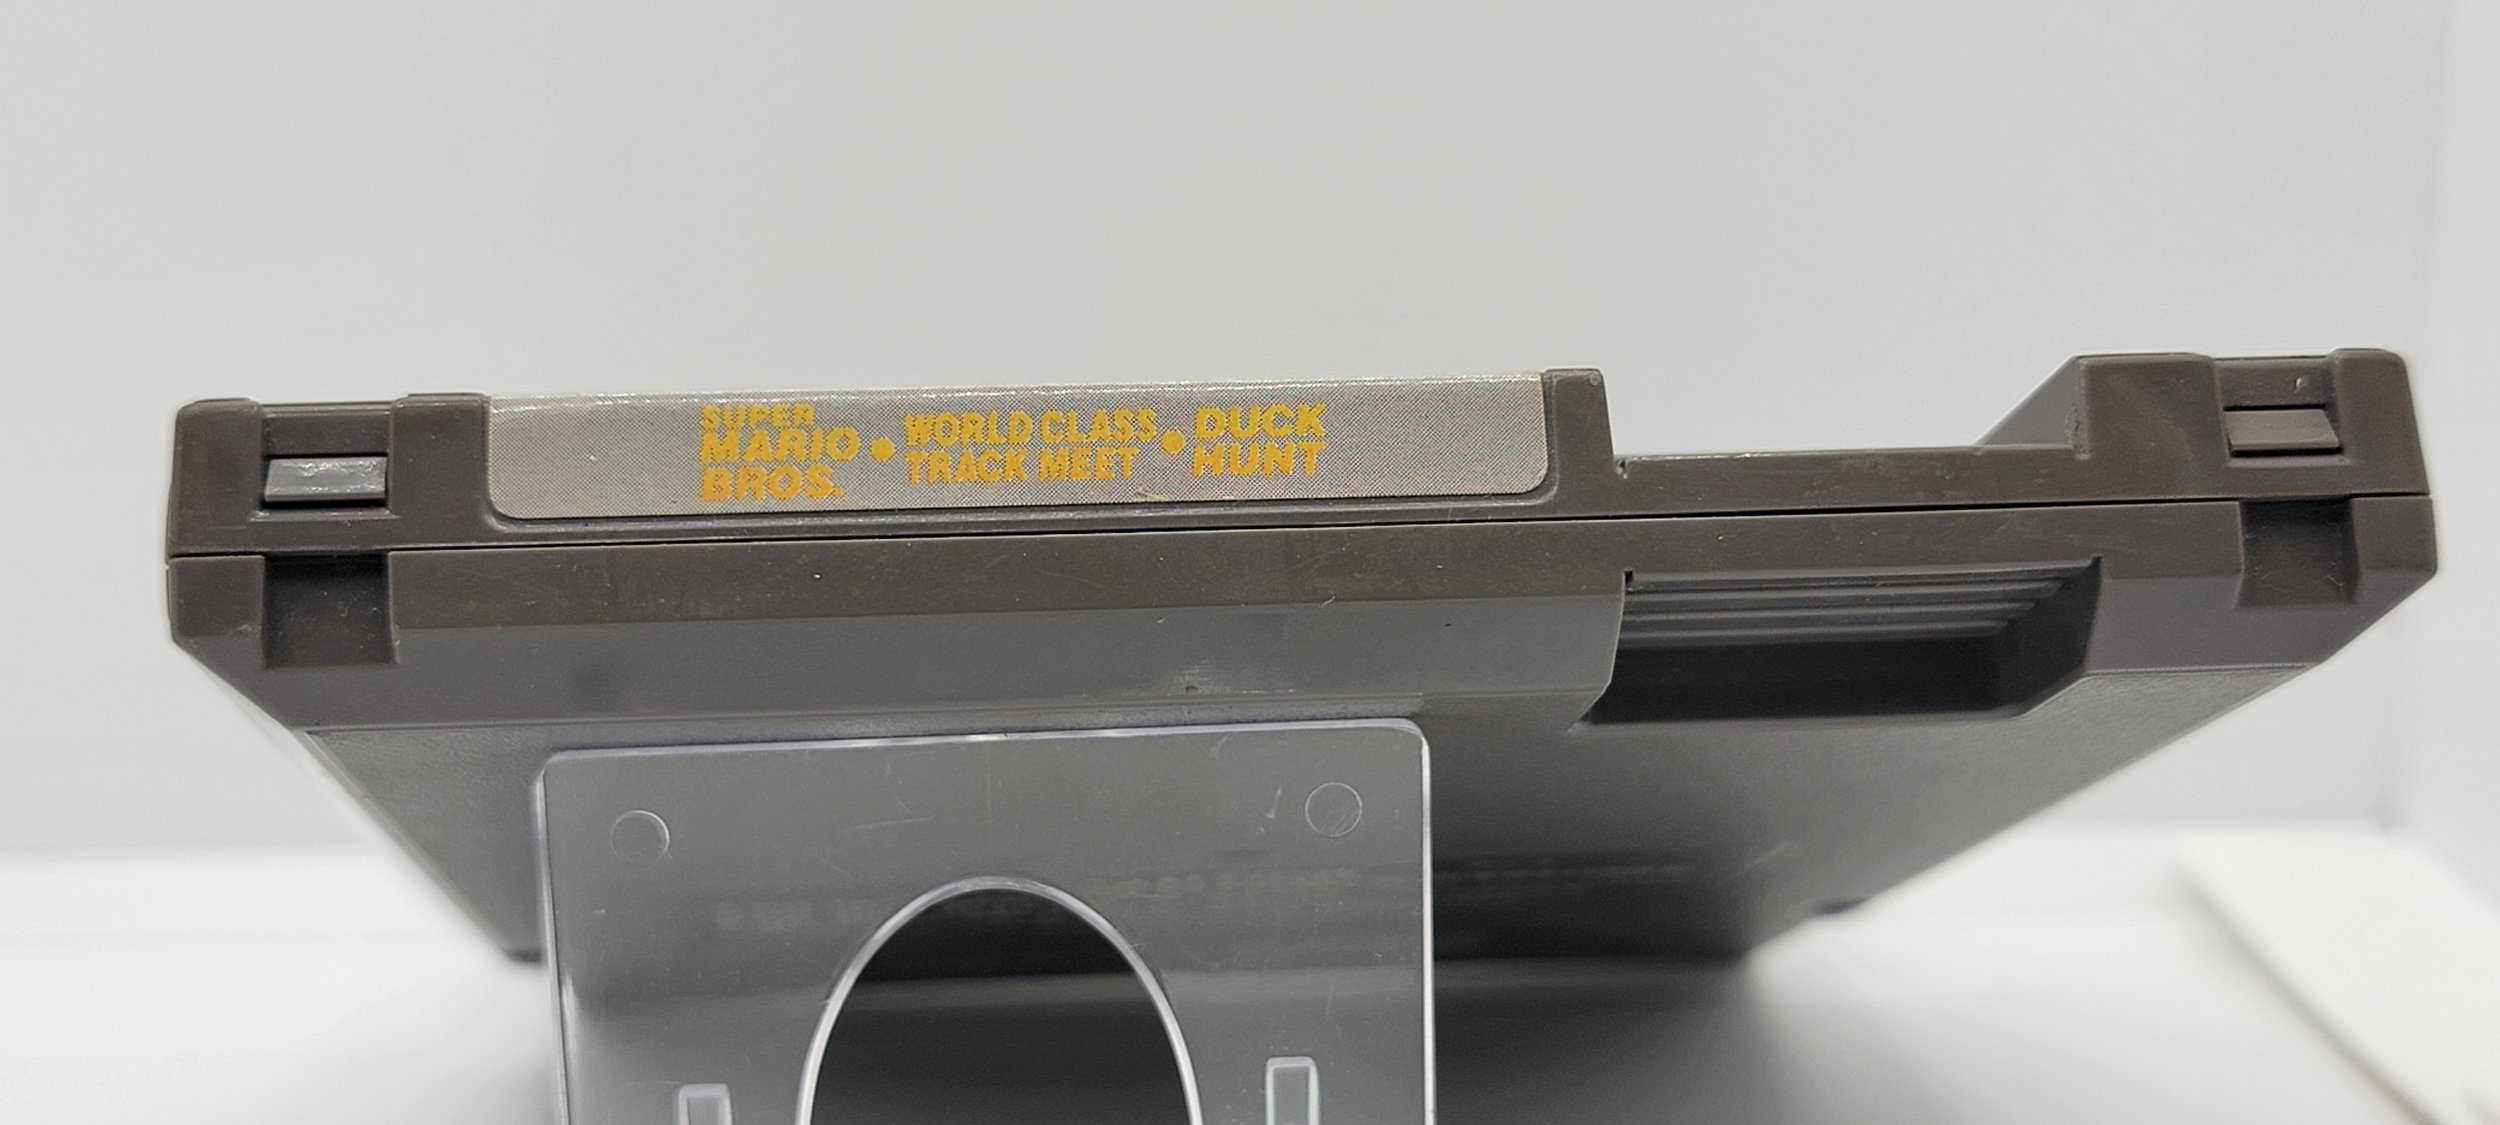 SUPER
MARIO
BROS.
•
WORLD CLASS
TRACK MEET
•
DUCK
HUNT